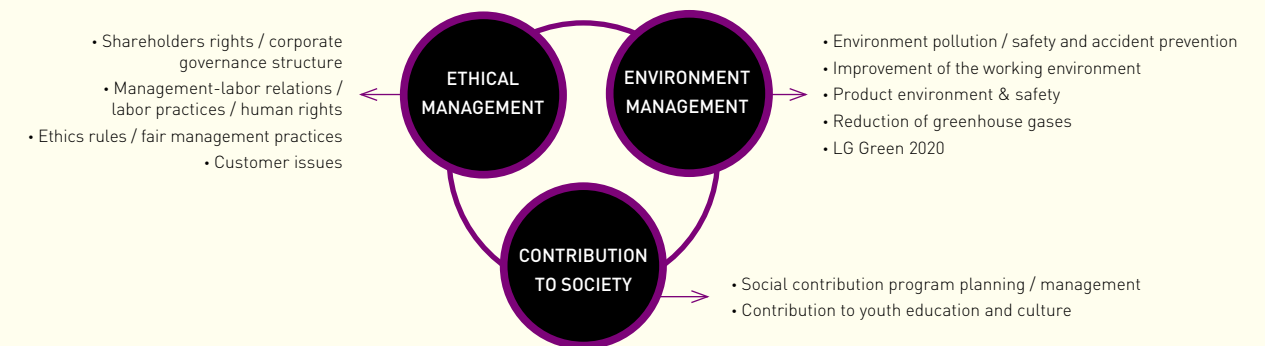 • Shareholders rights / corporate
governance structure
• Management-labor relations /
labor practices / human rights
• Ethics rules / fair management practices
• Customer issues
ETHICAL
MANAGEMENT
ENVIRONMENT
MANAGEMENT
• Environment pollution / safety and accident prevention
• Improvement of the working environment
• Product environment & safety
• Reduction of greenhouse gases
• LG Green 2020
CONTRIBUTION
TO SOCIETY
• Social contribution program planning / management
• Contribution to youth education and culture